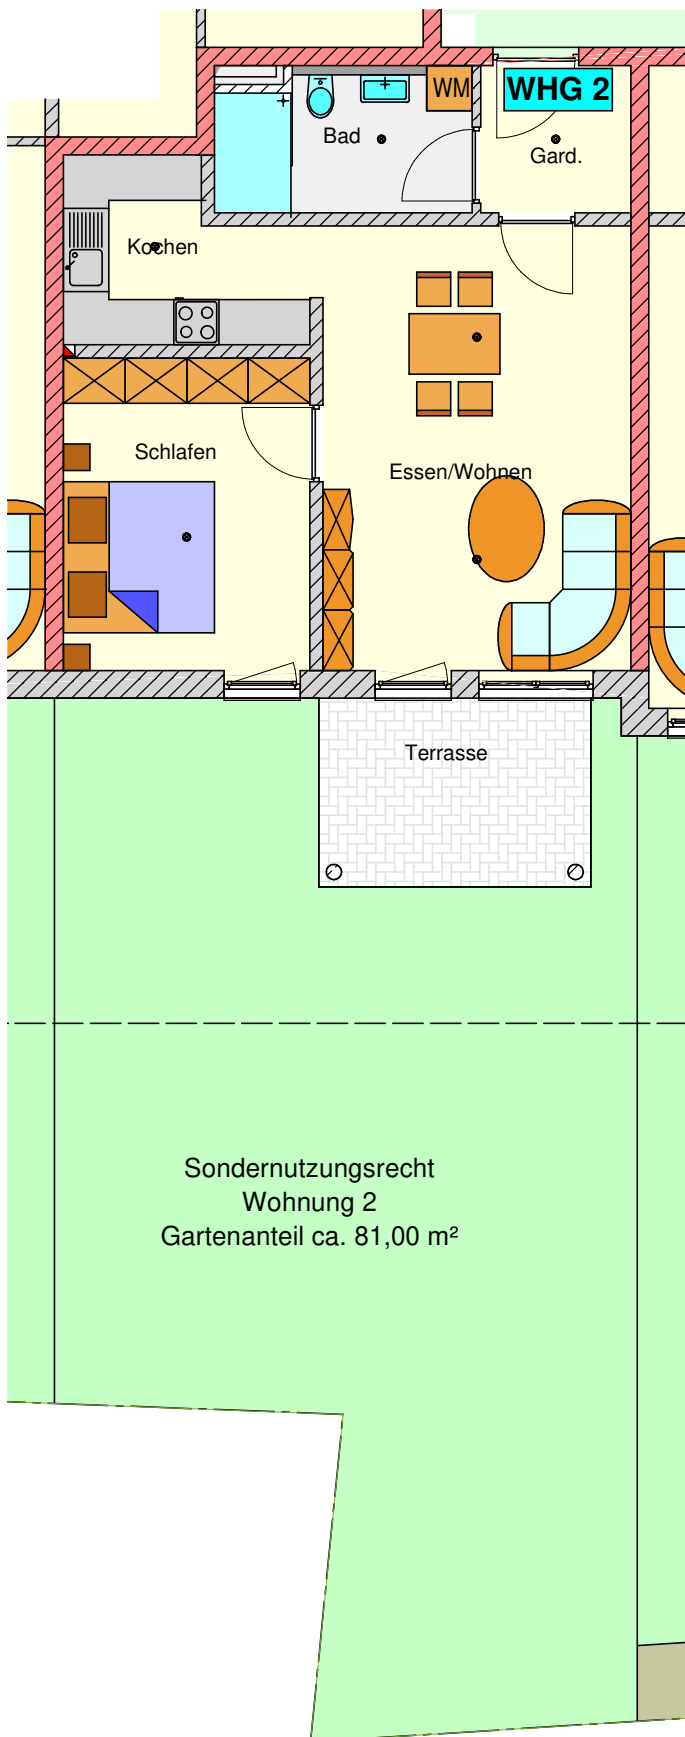 WHG 2
WM
Bad
Gard.
Kochen
Schlafen
Essen/Wohnen
Terrasse
Sondernutzungsrecht
Wohnung 2
Gartenanteil ca. 81,00 m²